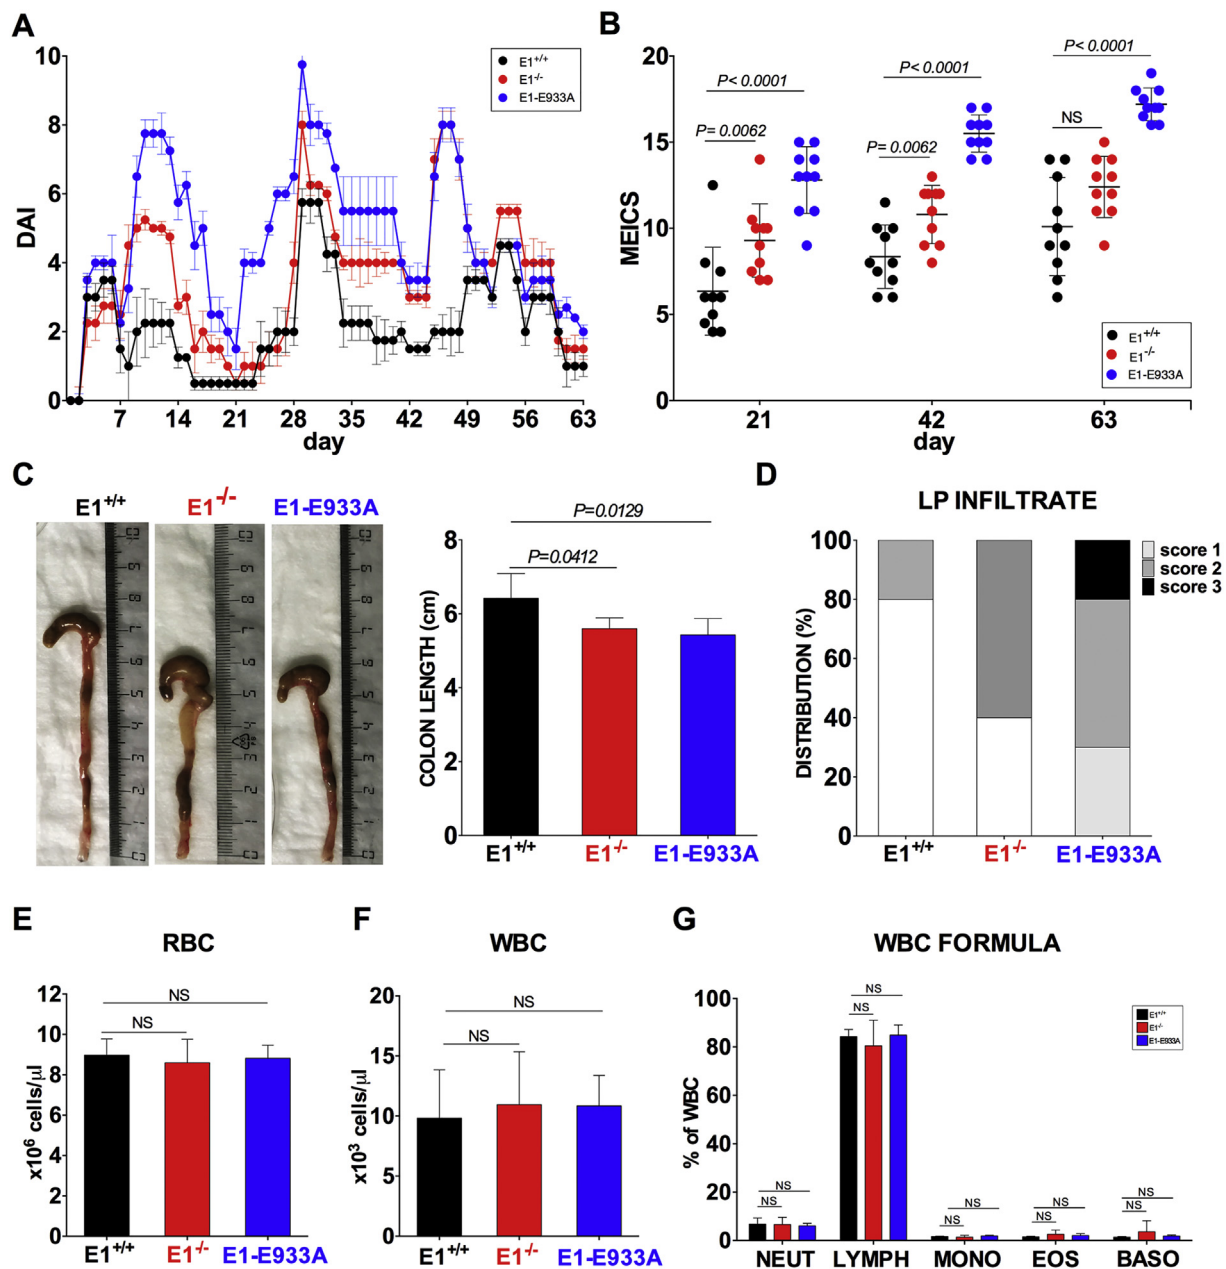 A
DAI
10
8
6
4
2
0
7 14 21 28 35 42 49 56 63
day
E1+/+
E1-/-
E1-E933A
B
MEICS
20
15
10
5
0
P< 0.0001
P= 0.0062
P< 0.0001
P= 0.0062
P< 0.0001
NS
21 42 63
day
E1+/+
E1-/-
E1-E933A
C
E1+/+ E1-/- E1-E933A
COLON LENGTH (cm)
8
6
4
2
0
P=0.0129
P=0.0412
E1+/+ E1-/- E1-E933A
D
LP INFILTRATE
DISTRIBUTION (%)
100
80
60
40
20
0
score 1
score 2
score 3
E1+/+ E1-/- E1-E933A
E
RBC
x10⁶ cells/µl
12
10
8
6
4
2
0
NS
NS
E1+/+ E1-/- E1-E933A
F
WBC
x10³ cells/µl
20
15
10
5
0
NS
NS
E1+/+ E1-/- E1-E933A
G
WBC FORMULA
% of WBC
100
80
60
40
20
0
NS
NS
NS
NS
NS
NS
NS
NS
NS
NS
E1+/+
E1-/-
E1-E933A
NEUT LYMPH MONO EOS BASO